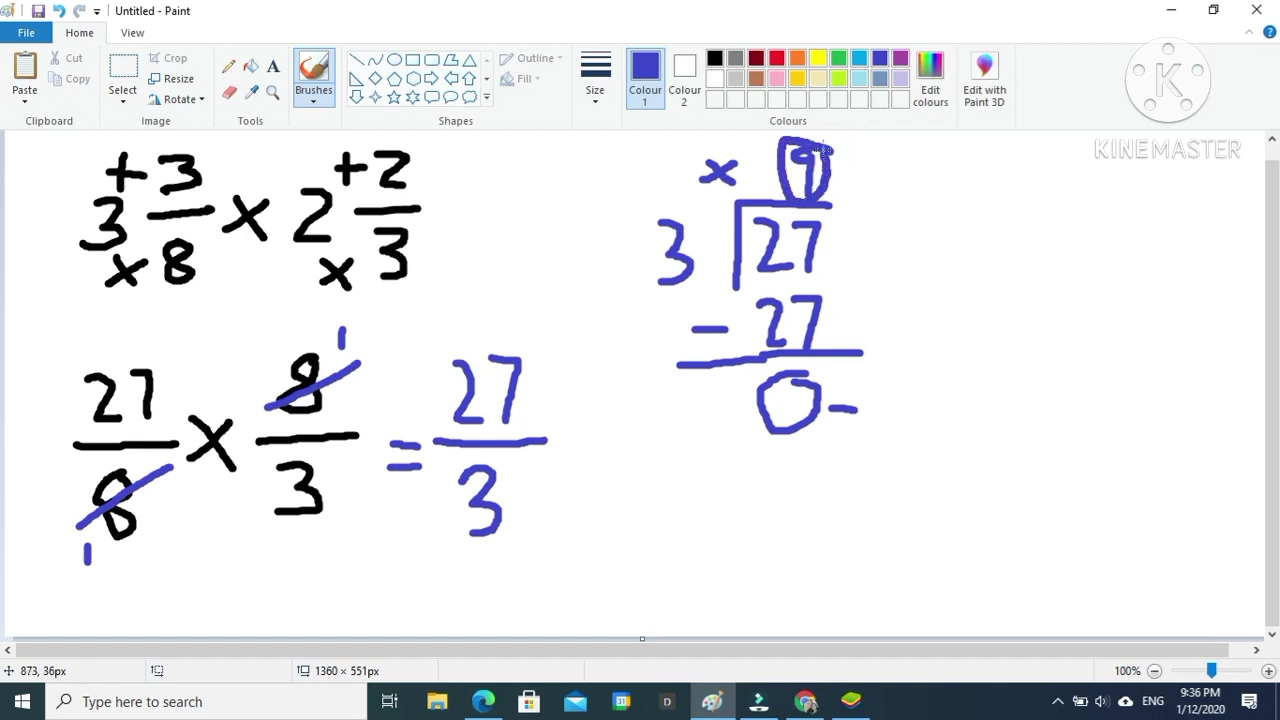 Untitled - Paint
File Home View
Paste Cut Copy Clipboard
Select Crop Resize Rotate Image
Tools
Brushes
Shapes Outline Fill
Size
Colour 1 Colour 2 Edit colours Colours
Edit with Paint 3D
K
KINEMASTER
3 + 3/8 × 2 + 2/3
× ×
27/8 × 8/3 = 27/3
1 1
× 9
3 27
- 27
0 -
873, 36px 1360 × 551px 100%
Type here to search
D
ENG 9:36 PM 1/12/2020